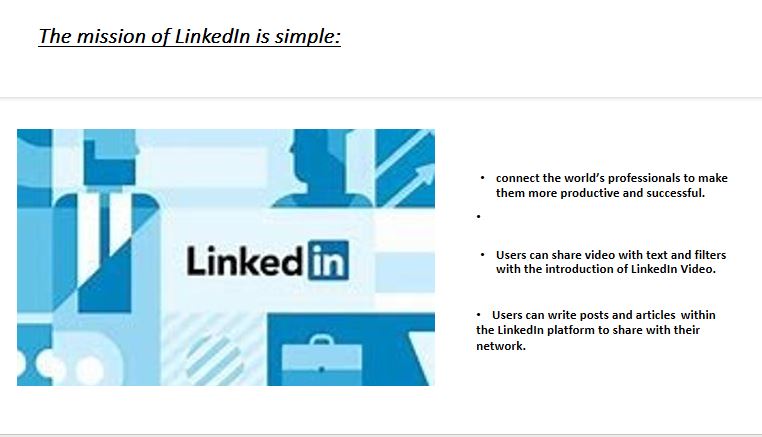 The mission of LinkedIn is simple:
Linked in
• connect the world's professionals to make
them more productive and successful.
•
• Users can share video with text and filters
with the introduction of LinkedIn Video.
• Users can write posts and articles within
the LinkedIn platform to share with their
network.